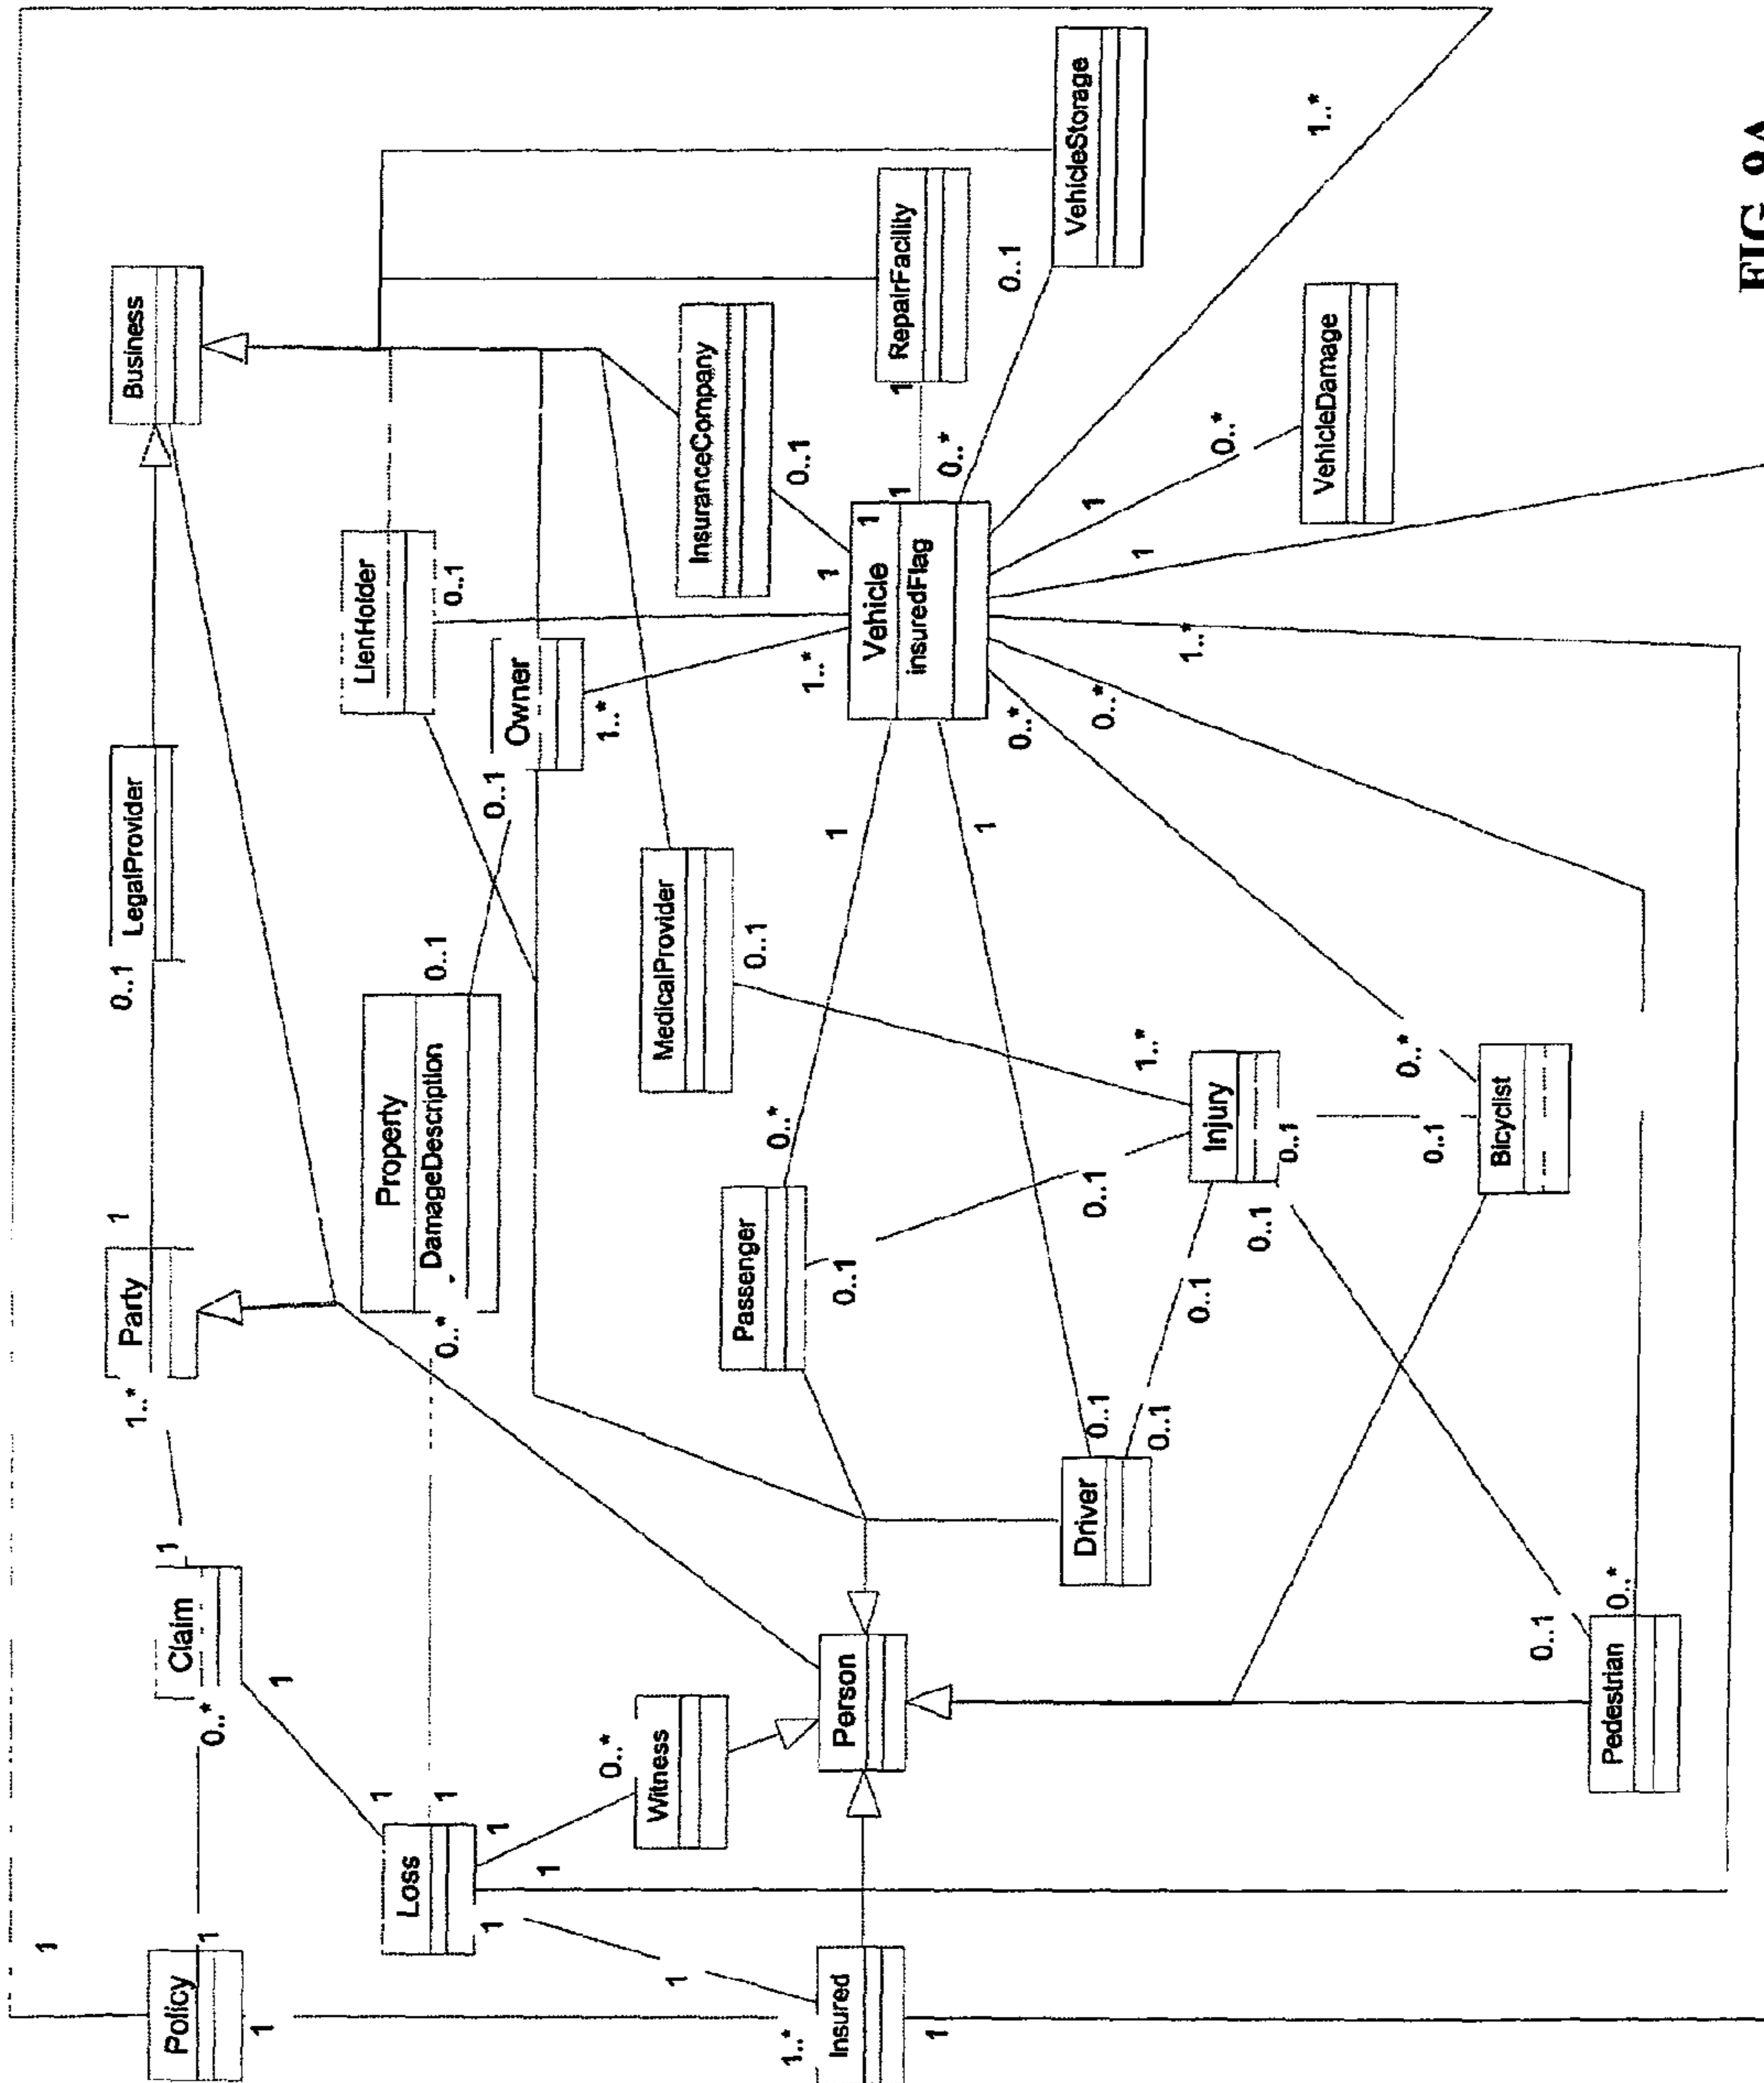 1
Policy
1
1
0..*
Claim
1
1..*
Party
1
0..1
LegalProvider
Business
1
1
Loss
1
1
1
1
0..*
Property
DamageDescription
0..1
LienHolder
0..1
0..1
Owner
1..*
0..*
Witness
1
1..*
Insured
1
Person
Passenger
0..*
0..1
MedicalProvider
0..1
InsuranceCompany
0..1
1
1..*
1
Vehicle
1
insuredFlag
1
RepairFacility
1
0..*
0..1
VehicleStorage
1
0..*
0..*
1
1
1..*
Driver
0..1
0..1
0..1
0..1
Injury
1..*
0..1
0..1
0..1
0..*
Bicyclist
VehicleDamage
0..*
1..*
0..1
Pedestrian
0..*
FIG